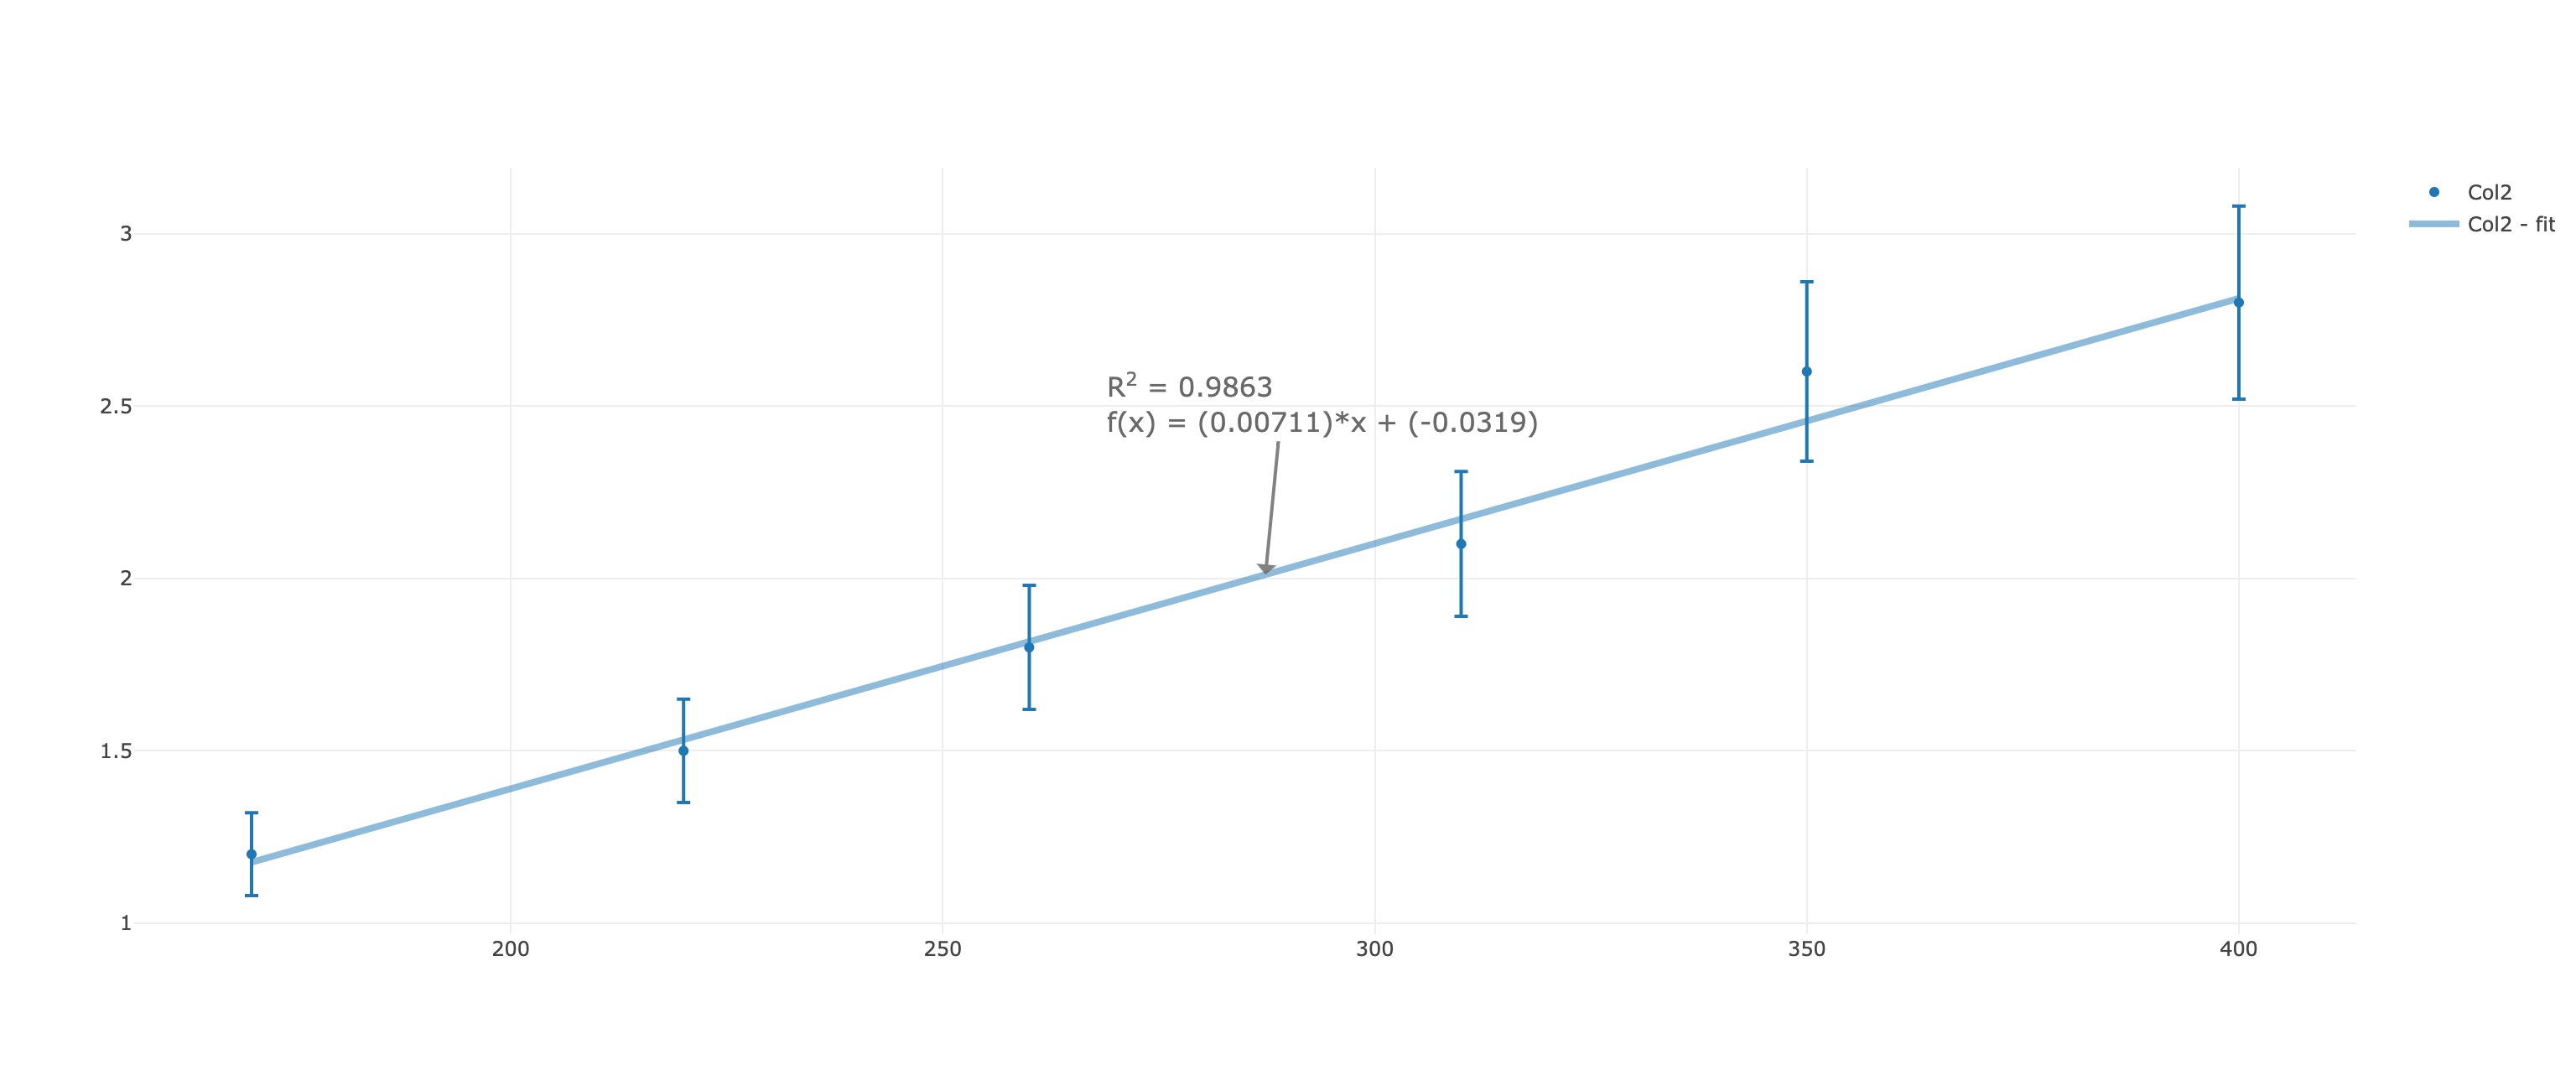 Col2
Col2 - fit
3
2.5
2
1.5
1
R² = 0.9863
f(x) = (0.00711)*x + (-0.0319)
200 250 300 350 400